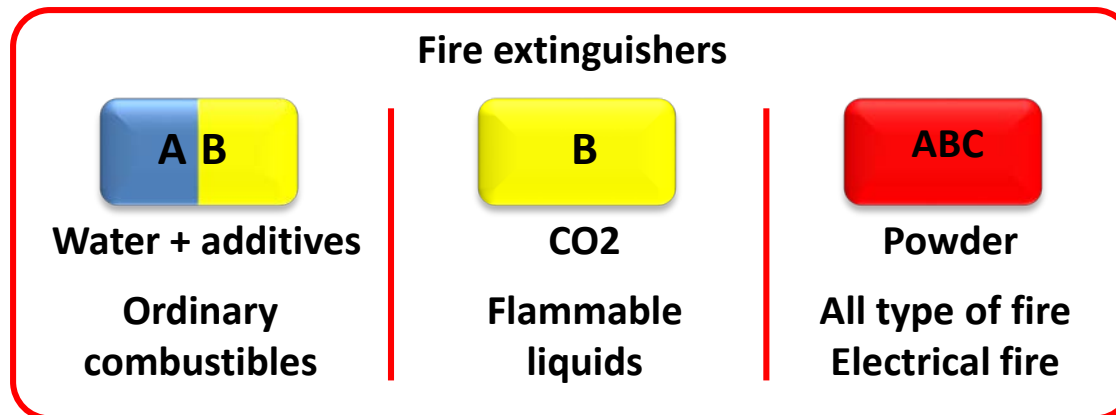 Fire extinguishers
A B
Water + additives
Ordinary
combustibles
B
CO2
Flammable
liquids
ABC
Powder
All type of fire
Electrical fire